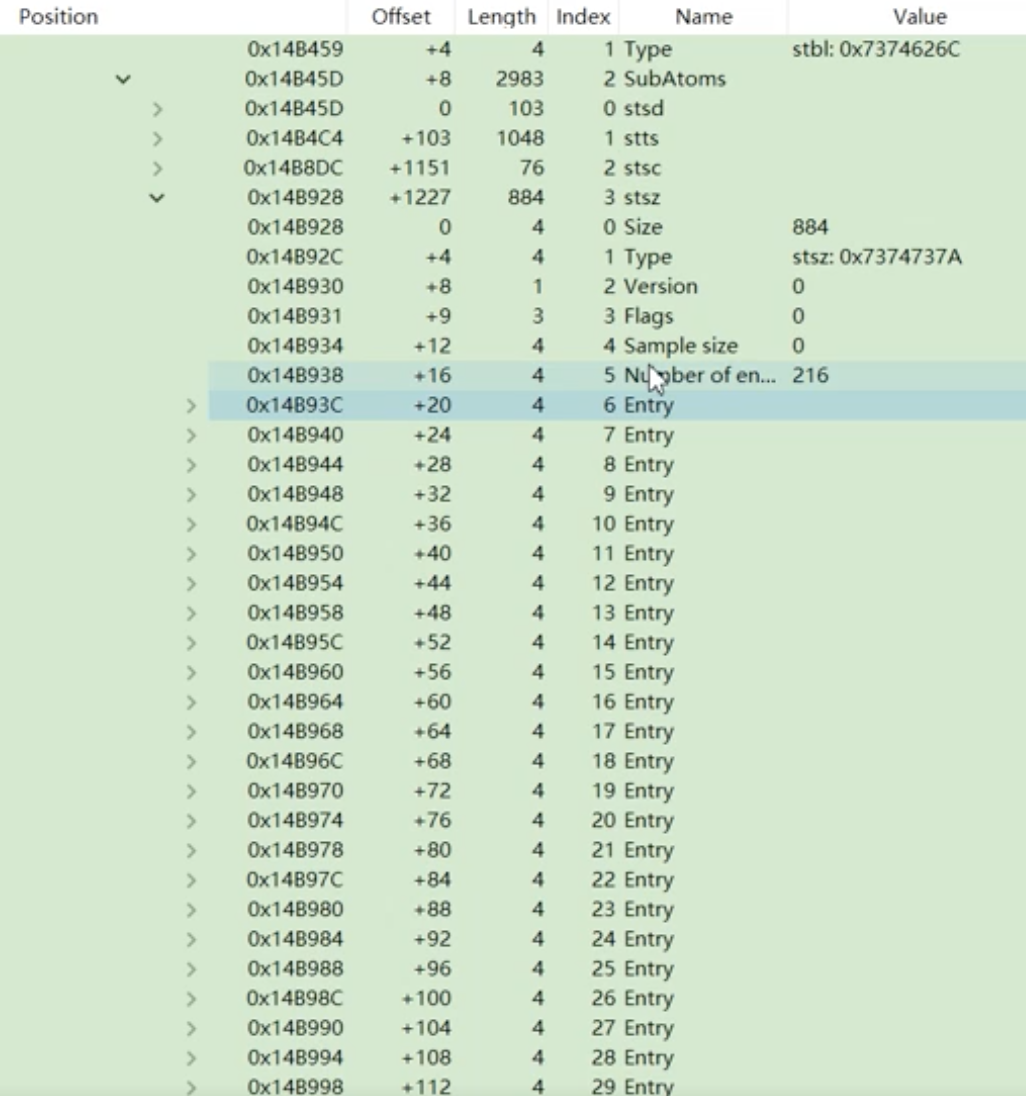 Position Offset Length Index Name Value
0x14B459 +4 4 1 Type stbl: 0x7374626C
0x14B45D +8 2983 2 SubAtoms
0x14B45D 0 103 0 stsd
0x14B4C4 +103 1048 1 stts
0x14B8DC +1151 76 2 stsc
0x14B928 +1227 884 3 stsz
0x14B928 0 4 0 Size 884
0x14B92C +4 4 1 Type stsz: 0x7374737A
0x14B930 +8 1 2 Version 0
0x14B931 +9 3 3 Flags 0
0x14B934 +12 4 4 Sample size 0
0x14B938 +16 4 5 Number of en... 216
0x14B93C +20 4 6 Entry
0x14B940 +24 4 7 Entry
0x14B944 +28 4 8 Entry
0x14B948 +32 4 9 Entry
0x14B94C +36 4 10 Entry
0x14B950 +40 4 11 Entry
0x14B954 +44 4 12 Entry
0x14B958 +48 4 13 Entry
0x14B95C +52 4 14 Entry
0x14B960 +56 4 15 Entry
0x14B964 +60 4 16 Entry
0x14B968 +64 4 17 Entry
0x14B96C +68 4 18 Entry
0x14B970 +72 4 19 Entry
0x14B974 +76 4 20 Entry
0x14B978 +80 4 21 Entry
0x14B97C +84 4 22 Entry
0x14B980 +88 4 23 Entry
0x14B984 +92 4 24 Entry
0x14B988 +96 4 25 Entry
0x14B98C +100 4 26 Entry
0x14B990 +104 4 27 Entry
0x14B994 +108 4 28 Entry
0x14B998 +112 4 29 Entry